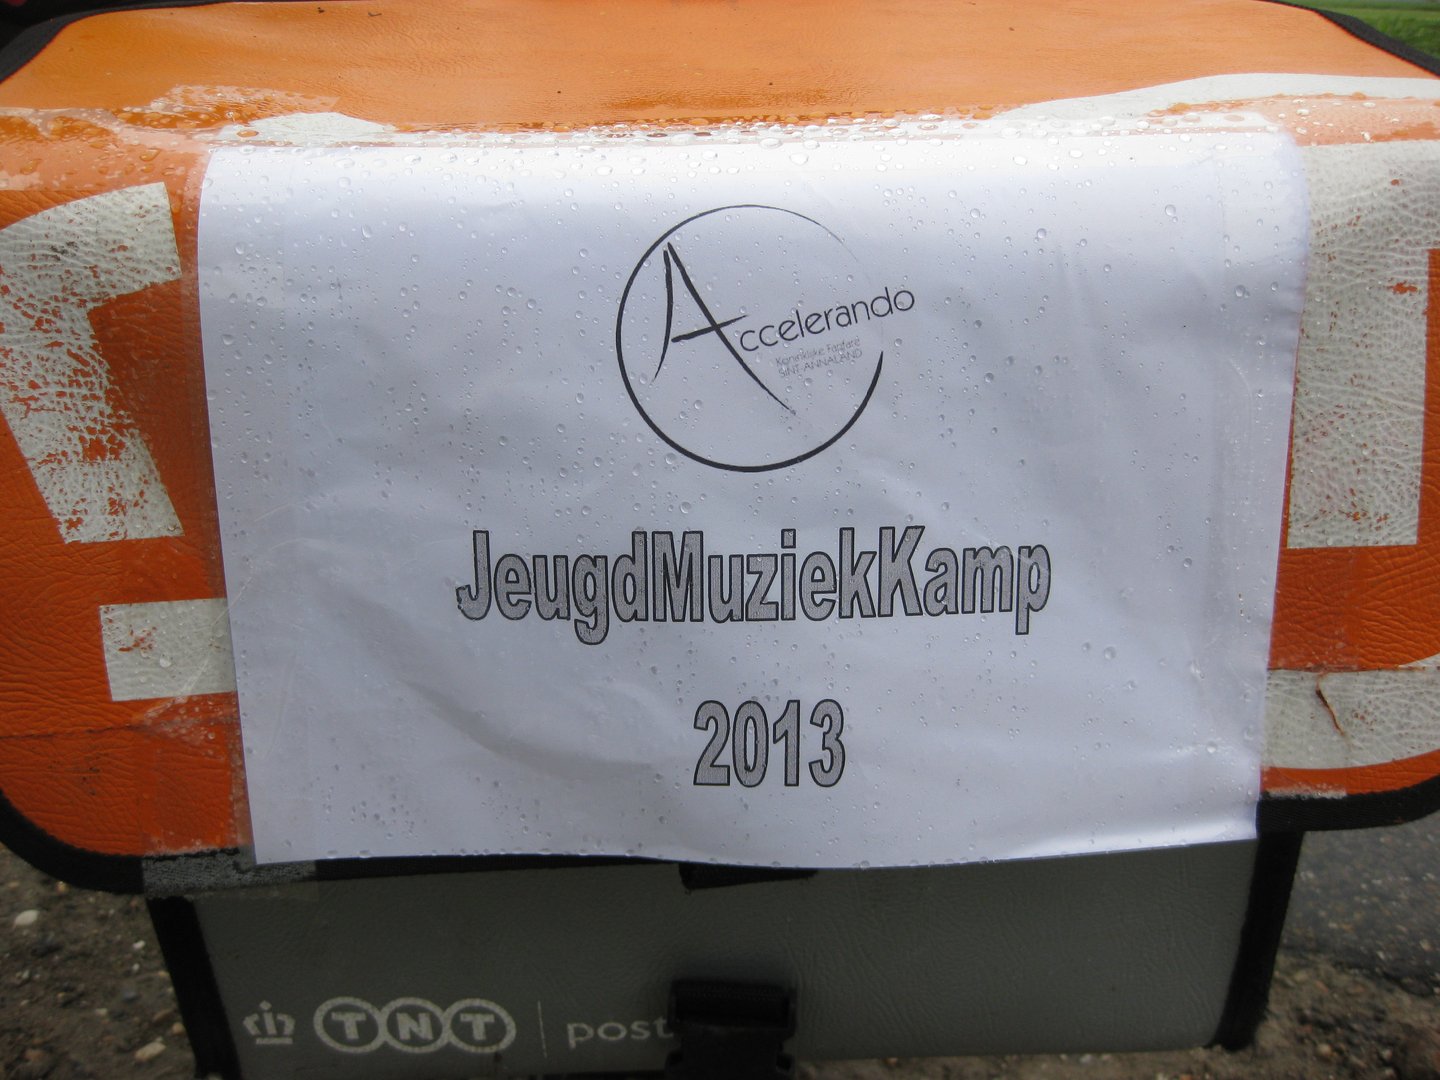 Accelerando
Koninklijke Fanfare
SINT ANNALAND
JeugdMuziekKamp
2013
TNT post